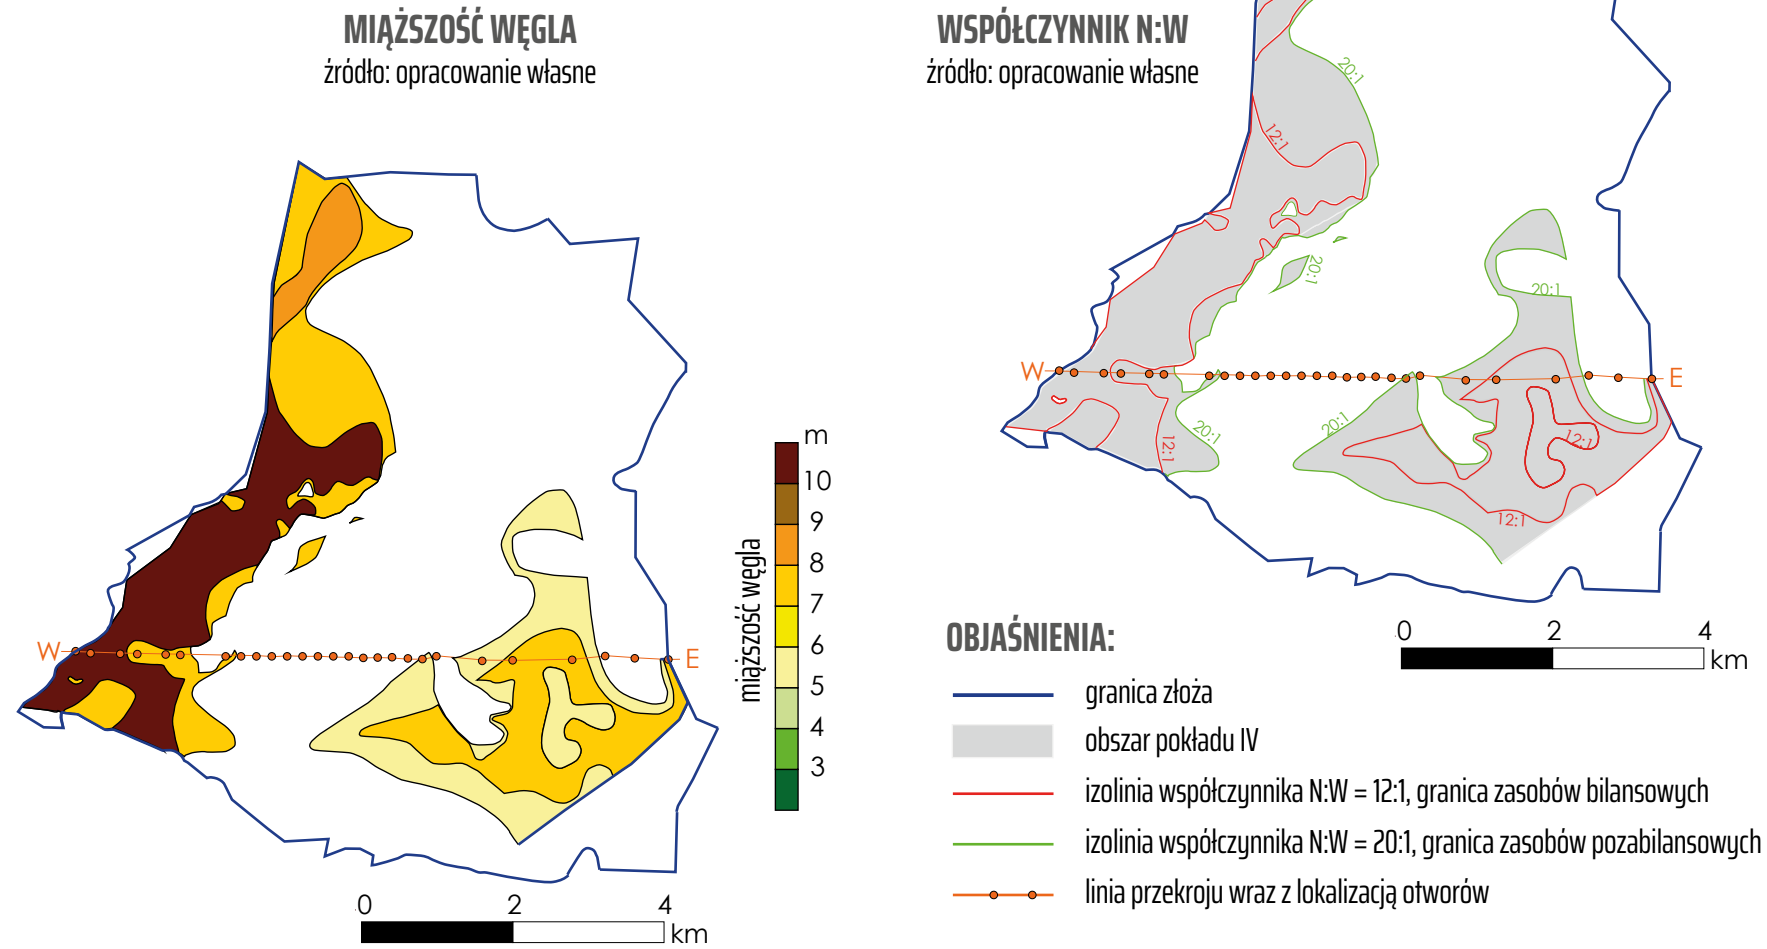 MIĄŻSZOŚĆ WĘGLA
źródło: opracowanie własne
W
E
m
10
9
8
7
6
5
4
3
miąższość węgla
0 2 4
km
WSPÓŁCZYNNIK N:W
źródło: opracowanie własne
20:1
12:1
20:1
20:1
W
E
20:1
12:1
20:1
12:1
12:1
0 2 4
km
OBJAŚNIENIA:
granica złoża
obszar pokładu IV
izolinia współczynnika N:W = 12:1, granica zasobów bilansowych
izolinia współczynnika N:W = 20:1, granica zasobów pozabilansowych
linia przekroju wraz z lokalizacją otworów